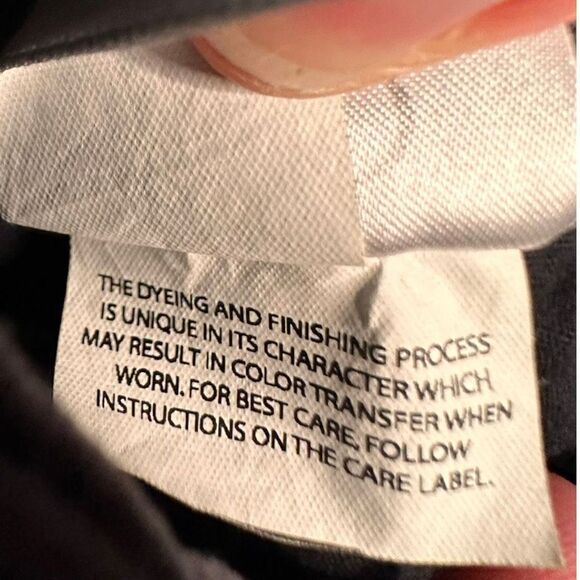 THE DYEING AND FINISHING PROCESS
IS UNIQUE IN ITS CHARACTER WHICH
MAY RESULT IN COLOR TRANSFER WHEN
WORN. FOR BEST CARE, FOLLOW
INSTRUCTIONS ON THE CARE LABEL.